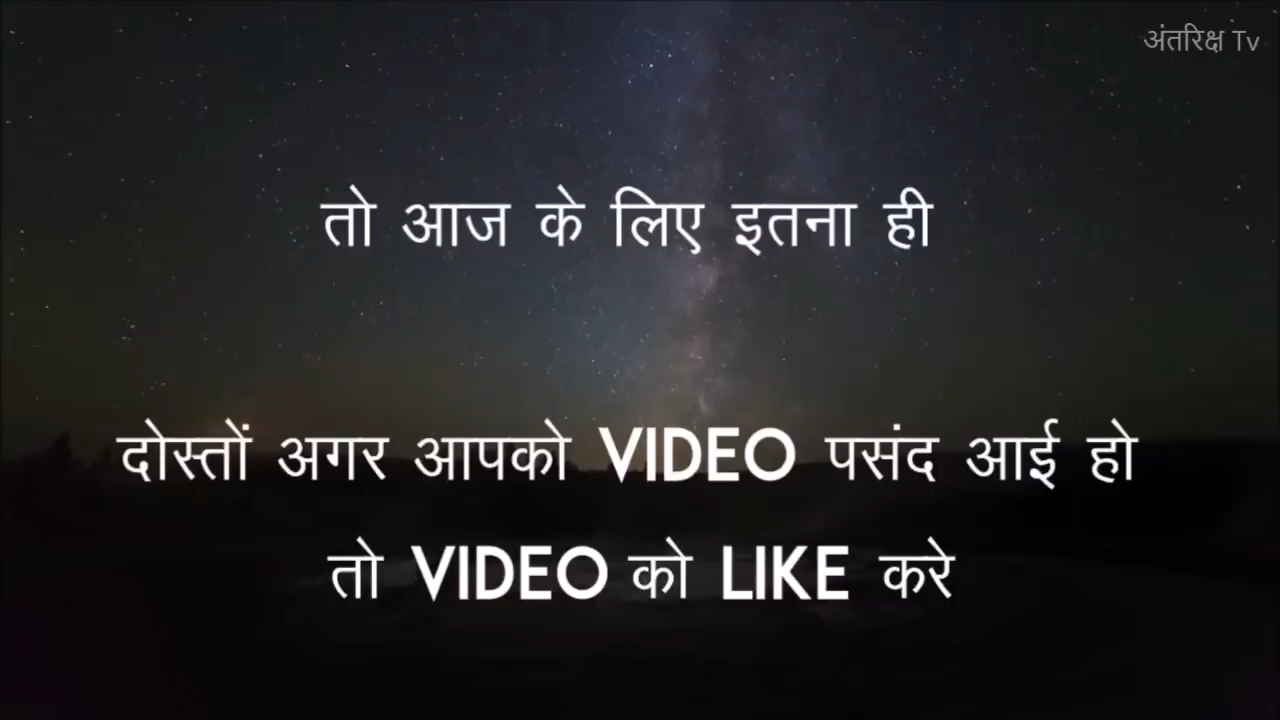 अंतरिक्ष Tv
तो आज के लिए इतना ही
दोस्तों अगर आपको VIDEO पसंद आई हो
तो VIDEO को LIKE करे